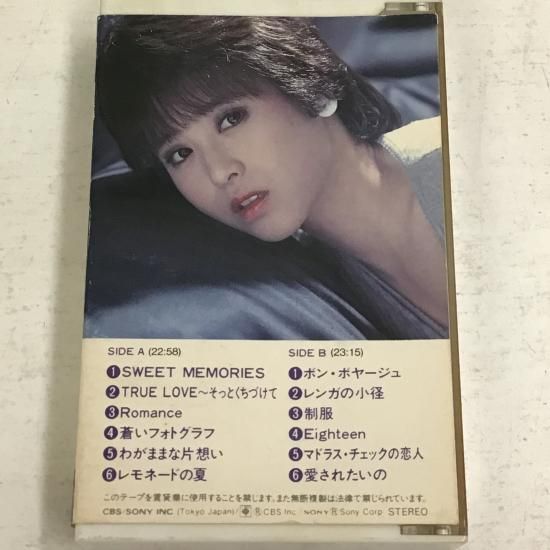 SIDE A (22:58)
❶SWEET MEMORIES
❷TRUE LOVE〜そっとくちづけて
❸Romance
❹蒼いフォトグラフ
❺わがままな片想い
❻レモネードの夏
SIDE B (23:15)
❶ボン・ボヤージュ
❷レンガの小径
❸制服
❹Eighteen
❺マドラス・チェックの恋人
❻愛されたいの
このテープを賃貸業に使用することを禁じます。また無断複製は法律で禁じられています。
CBS/SONY INC (Tokyo Japan)/ ℗ CBS Inc / SONY ® Sony Corp STEREO